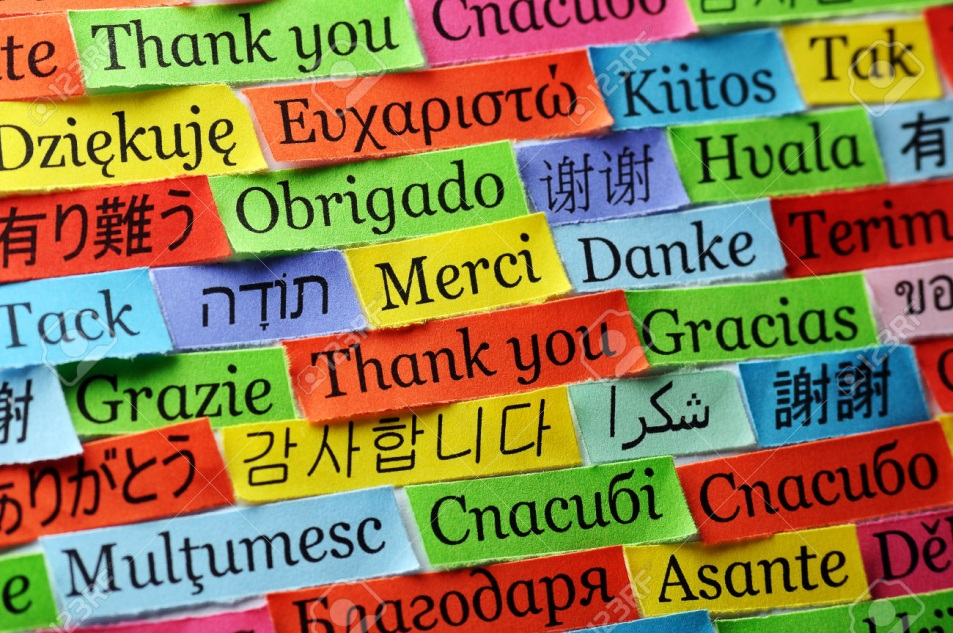 te Thank you Спасибо
Dziękuję Ευχαριστώ Kiitos Tak
有り難う Obrigado 谢谢 Hvala 有
Tack תוֹדָה Merci Danke Terim
谢 Grazie Thank you Gracias ขอ
ありがとう 감사합니다 شكرا 謝謝
Mulţumesc Спасибі Спасибо
e Благодаря Asante Dě